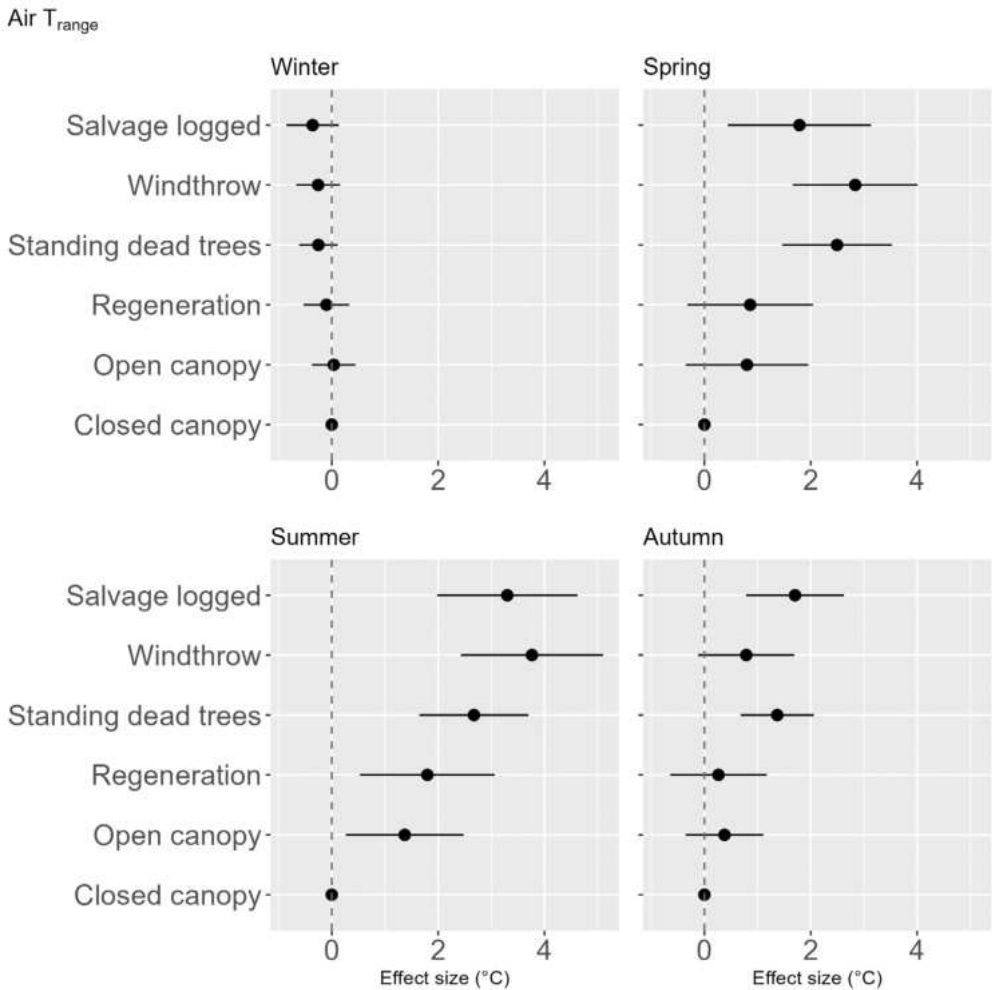 Air Trange
Winter
Spring
Salvage logged
Windthrow
Standing dead trees
Regeneration
Open canopy
Closed canopy
0 2 4
0 2 4
Summer
Autumn
Salvage logged
Windthrow
Standing dead trees
Regeneration
Open canopy
Closed canopy
0 2 4
0 2 4
Effect size (°C)
Effect size (°C)